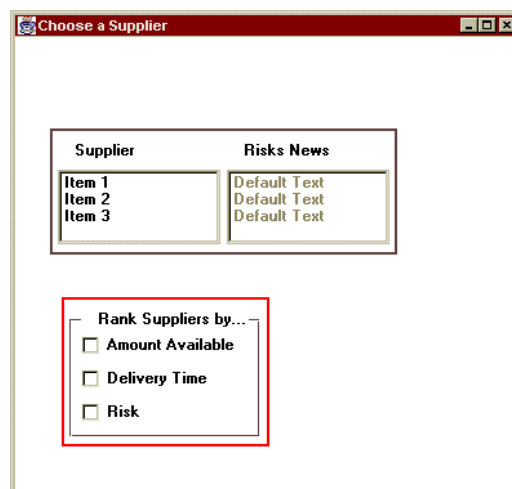 Choose a Supplier
Supplier Risks News
Item 1 Default Text
Item 2 Default Text
Item 3 Default Text
Rank Suppliers by...
Amount Available
Delivery Time
Risk